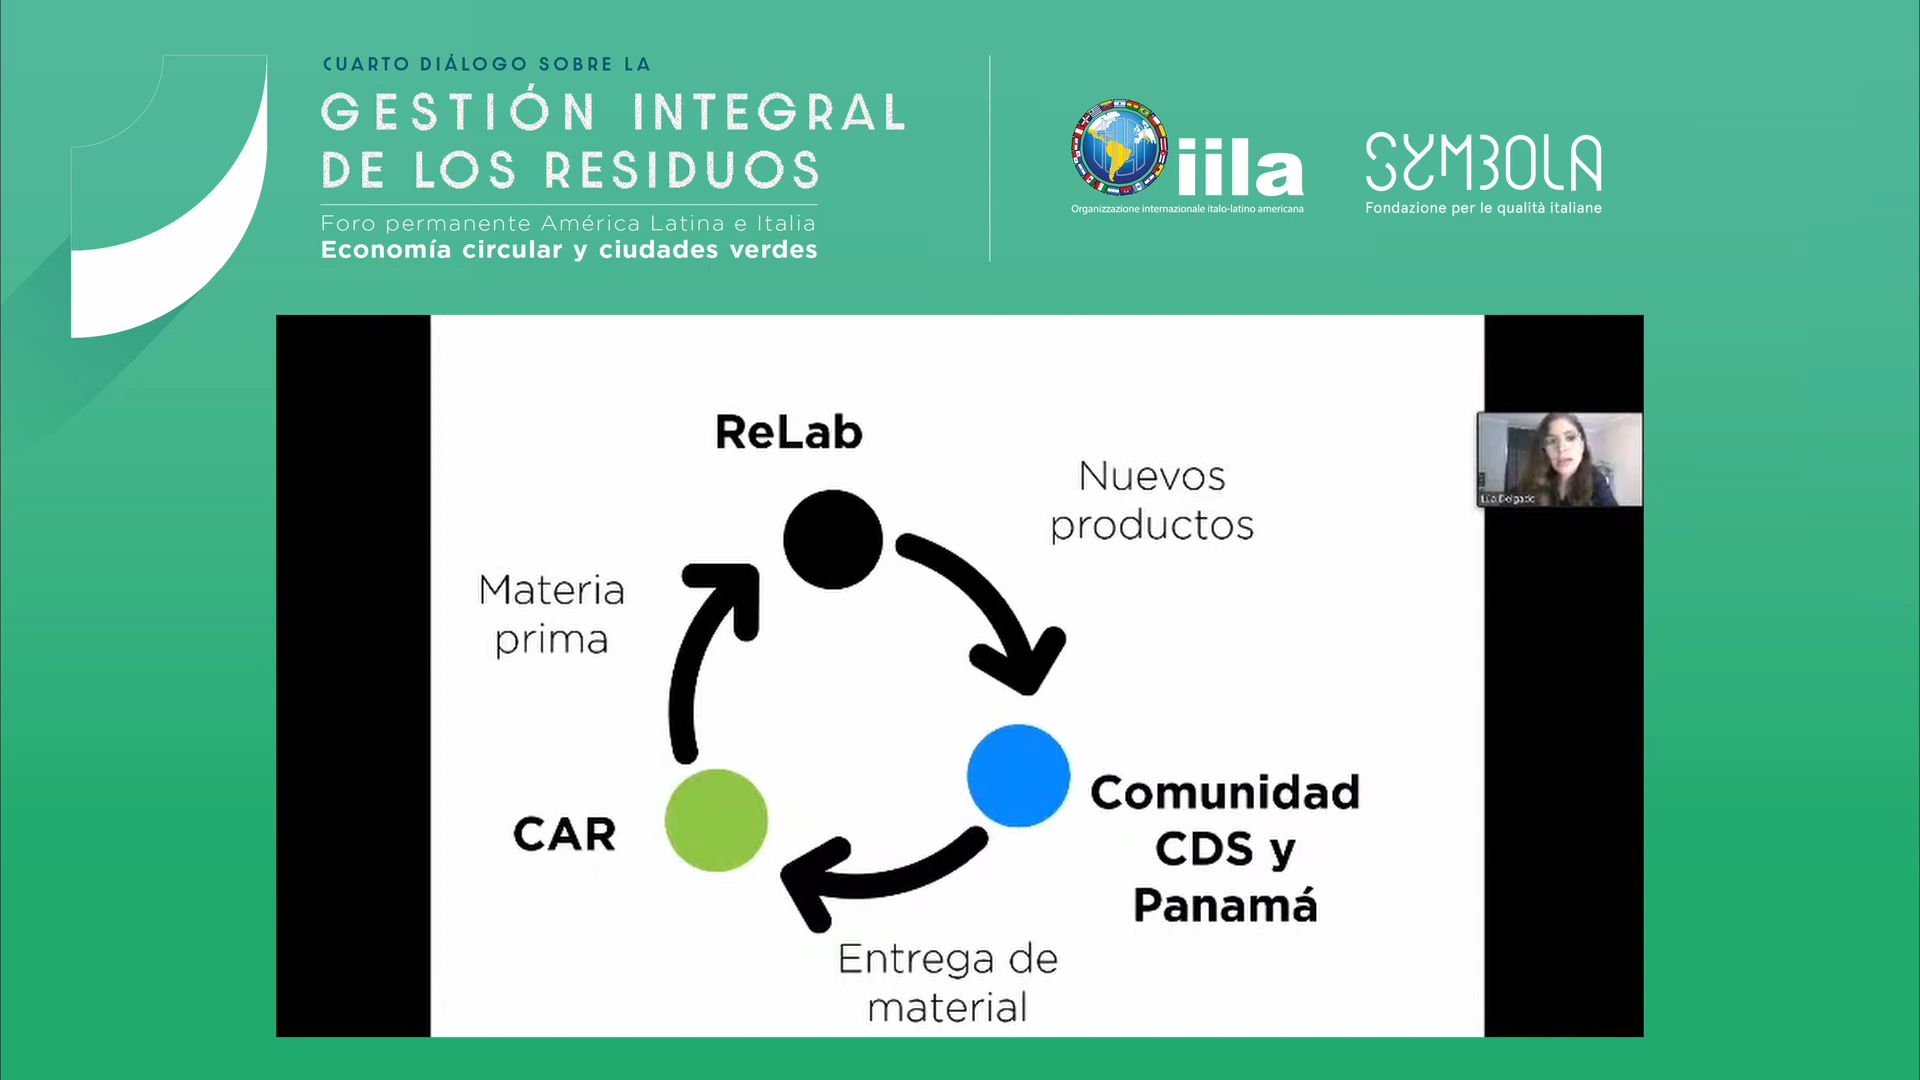 CUARTO DIÁLOGO SOBRE LA
GESTIÓN INTEGRAL
DE LOS RESIDUOS
Foro permanente América Latina e Italia
Economía circular y ciudades verdes
iila
Organizzazione internazionale italo-latino americana
SYMBOLA
Fondazione per le qualità italiane
ReLab
Nuevos
productos
Materia
prima
CAR
Comunidad
CDS y
Panamá
Entrega de
material
Delgado